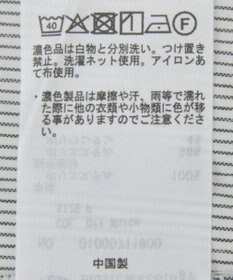 40 F
濃色品は白物と分別洗い。つけ置き
禁止。洗濯ネット使用。アイロンあ
て布使用。
・濃色製品は摩擦や汗、雨等で濡れ
た際に他の衣類や小物類に色が移
る事がありますのでご注意くださ
い。
中国製